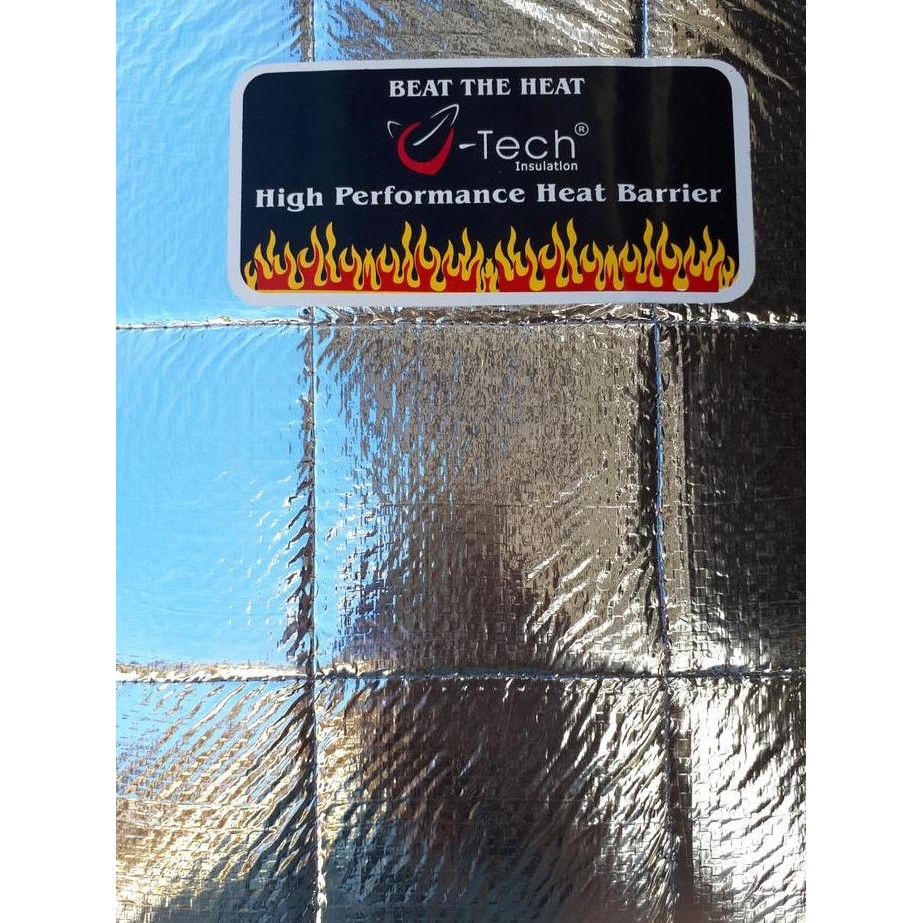 BEAT THE HEAT
U-Tech®
Insulation
High Performance Heat Barrier